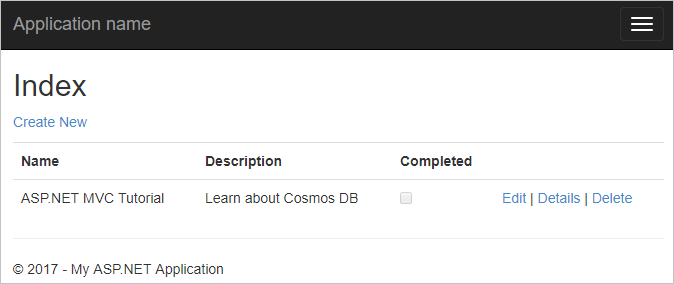 Application name
Index
Create New
Name Description Completed
ASP.NET MVC Tutorial Learn about Cosmos DB Edit | Details | Delete
© 2017 - My ASP.NET Application